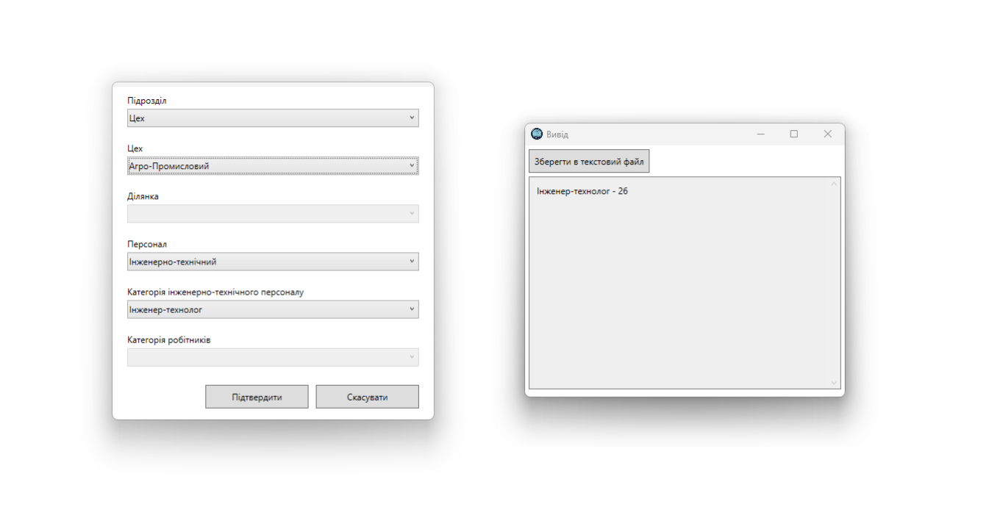 Підрозділ
Цех
Цех
Агро-Промисловий
Ділянка
Персонал
Інженерно-технічний
Категорія інженерно-технічного персоналу
Інженер-технолог
Категорія робітників
Підтвердити
Скасувати
Вивід
Зберегти в текстовий файл
Інженер-технолог - 26